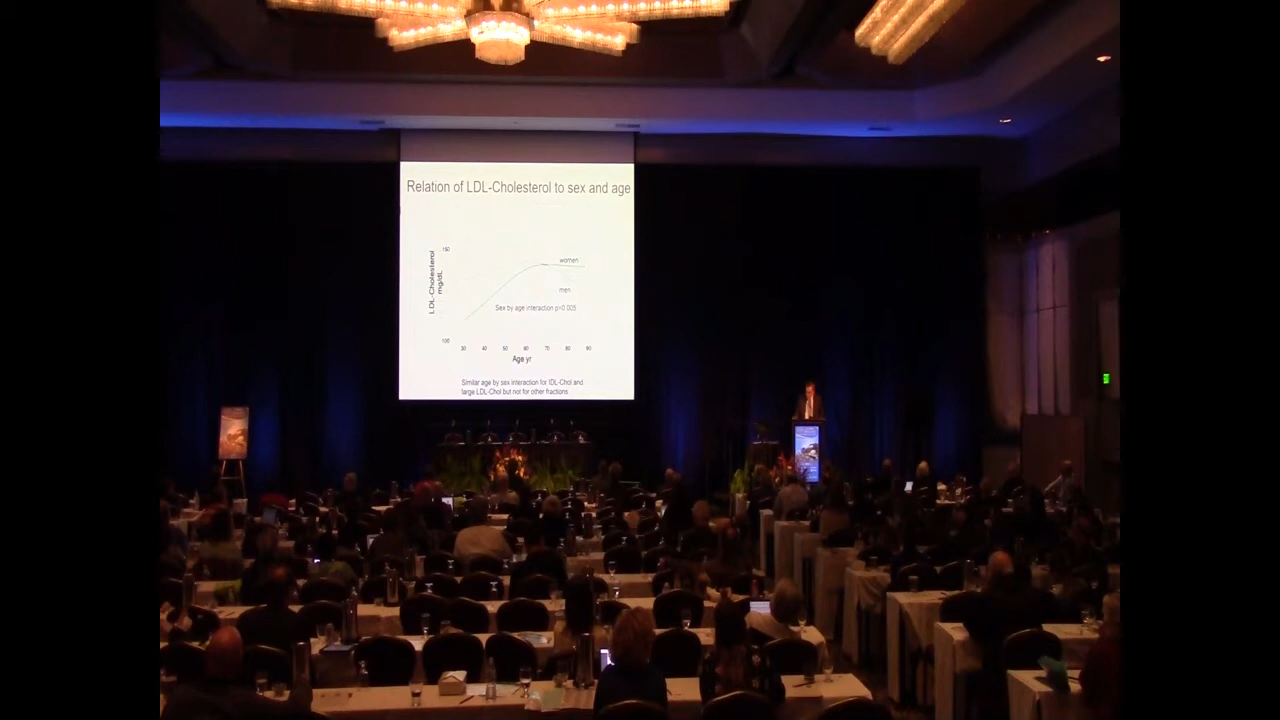 Relation of LDL-Cholesterol to sex and age
150
women
LDL-Cholesterol
mg/dL
men
Sex by age interaction p=0.005
100
30 40 50 60 70 80 90
Age yr
Similar age by sex interaction for IDL-Chol and
large LDL-Chol but not for other fractions